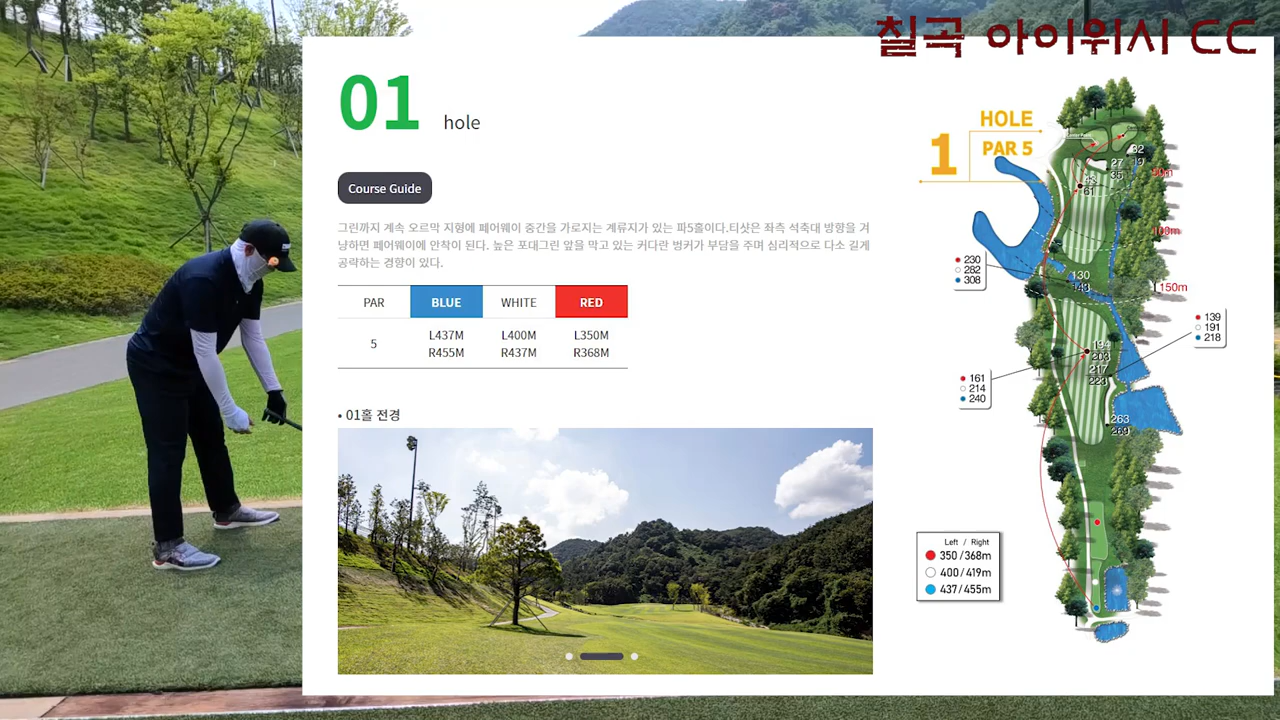 칠곡 아이위시 CC
01 hole
Course Guide
그린까지 계속 오르막 지형에 페어웨이 중간을 가로지는 계류지가 있는 파5홀이다.티샷은 좌측 석축대 방향을 겨
냥하면 페어웨이에 안착이 된다. 높은 포대그린 앞을 막고 있는 커다란 벙커가 부담을 주며 심리적으로 다소 길게
공략하는 경향이 있다.
PAR BLUE WHITE RED
5
L437M L400M L350M
R455M R437M R368M
• 01홀 전경
HOLE
1 PAR 5
32
27 19
36
50m
43
61
100m
230
282
308
130
143
150m
139
191
218
194
203
161
214
240
217
223
263
269
Left / Right
350/368m
400/419m
437/455m